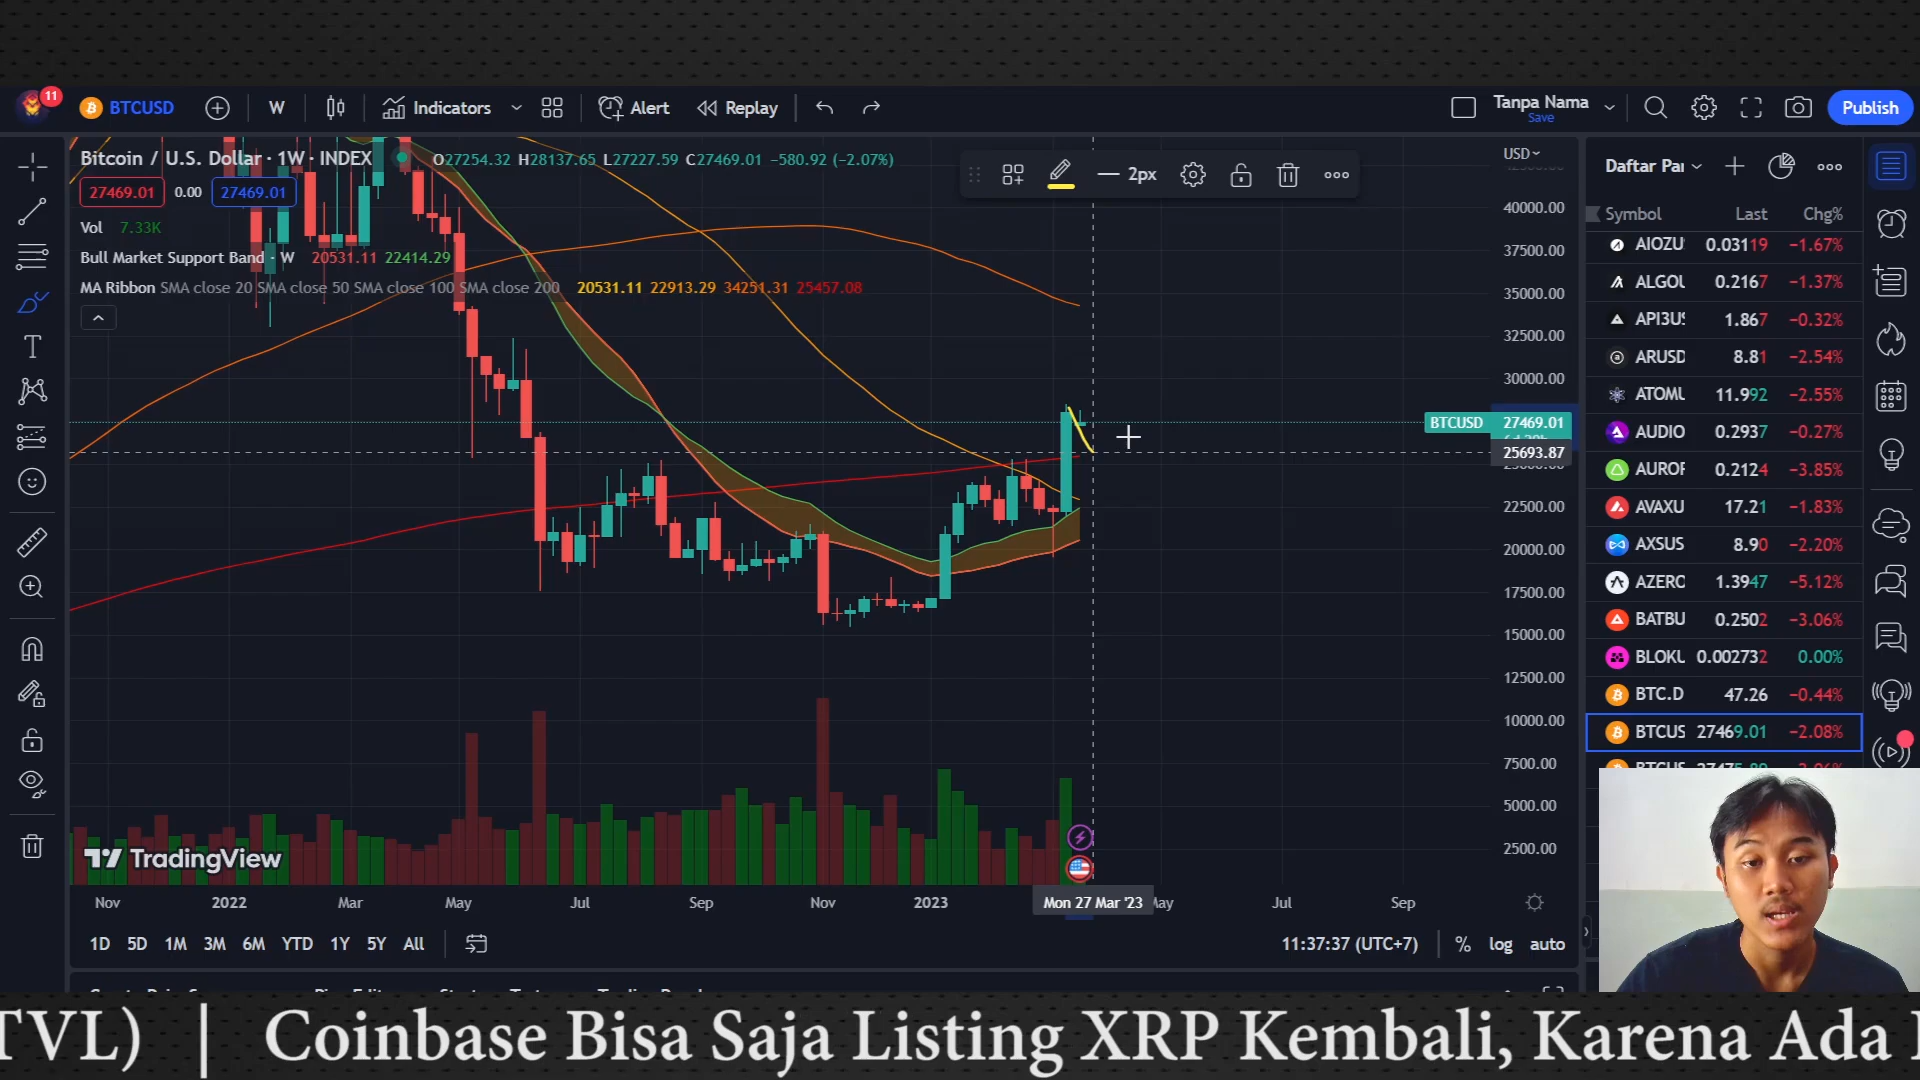 11
BTCUSD
W
Indicators
Alert
Replay
Tanpa Nama
Save
Publish
Bitcoin / U.S. Dollar · 1W · INDEX
O27254.32 H28137.65 L27227.59 C27469.01 −580.92 (−2.07%)
27469.01 0.00 27469.01
Vol 7.33K
Bull Market Support Band · W 20531.11 22414.29
MA Ribbon SMA close 20 SMA close 50 SMA close 100 SMA close 200 20531.11 22913.29 34251.31 25457.08
2px
USD
40000.00
37500.00
35000.00
32500.00
30000.00
BTCUSD 27469.01
25693.87
22500.00
20000.00
17500.00
15000.00
12500.00
10000.00
7500.00
5000.00
2500.00
TradingView
Nov 2022 Mar May Jul Sep Nov 2023 Mon 27 Mar '23 May Jul Sep
1D 5D 1M 3M 6M YTD 1Y 5Y All
11:37:37 (UTC+7) % log auto
Daftar Par
Symbol Last Chg%
AIOZU 0.03119 −1.67%
ALGOU 0.2167 −1.37%
API3US 1.867 −0.32%
ARUSD 8.81 −2.54%
ATOMU 11.992 −2.55%
AUDIO 0.2937 −0.27%
AUROR 0.2124 −3.85%
AVAXU 17.21 −1.83%
AXSUS 8.90 −2.20%
AZERO 1.3947 −5.12%
BATBU 0.2502 −3.06%
BLOKU 0.002732 0.00%
BTC.D 47.26 −0.44%
BTCUS 27469.01 −2.08%
TVL) | Coinbase Bisa Saja Listing XRP Kembali, Karena Ada